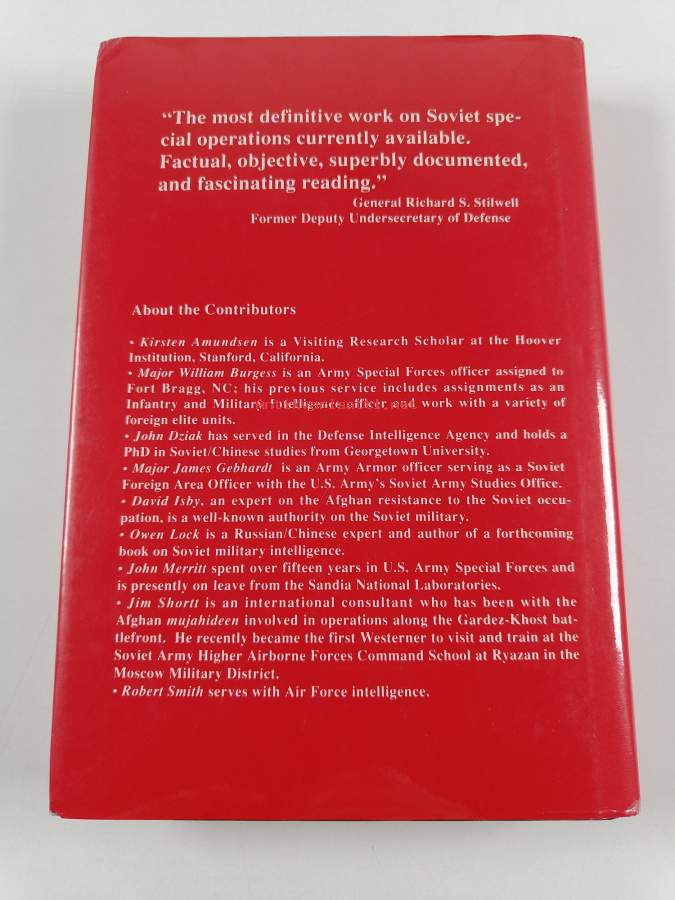 “The most definitive work on Soviet spe-
cial operations currently available.
Factual, objective, superbly documented,
and fascinating reading.”
General Richard S. Stilwell
Former Deputy Undersecretary of Defense
About the Contributors
• Kirsten Amundsen is a Visiting Research Scholar at the Hoover
Institution, Stanford, California.
• Major William Burgess is an Army Special Forces officer assigned to
Fort Bragg, NC; his previous service includes assignments as an
Infantry and Military Intelligence officer and work with a variety of
foreign elite units.
• John Dziak has served in the Defense Intelligence Agency and holds a
PhD in Soviet/Chinese studies from Georgetown University.
• Major James Gebhardt is an Army Armor officer serving as a Soviet
Foreign Area Officer with the U.S. Army’s Soviet Army Studies Office.
• David Isby, an expert on the Afghan resistance to the Soviet occu-
pation, is a well-known authority on the Soviet military.
• Owen Lock is a Russian/Chinese expert and author of a forthcoming
book on Soviet military intelligence.
• John Merritt spent over fifteen years in U.S. Army Special Forces and
is presently on leave from the Sandia National Laboratories.
• Jim Shortt is an international consultant who has been with the
Afghan mujahideen involved in operations along the Gardez-Khost bat-
tlefront. He recently became the first Westerner to visit and train at the
Soviet Army Higher Airborne Forces Command School at Ryazan in the
Moscow Military District.
• Robert Smith serves with Air Force intelligence.